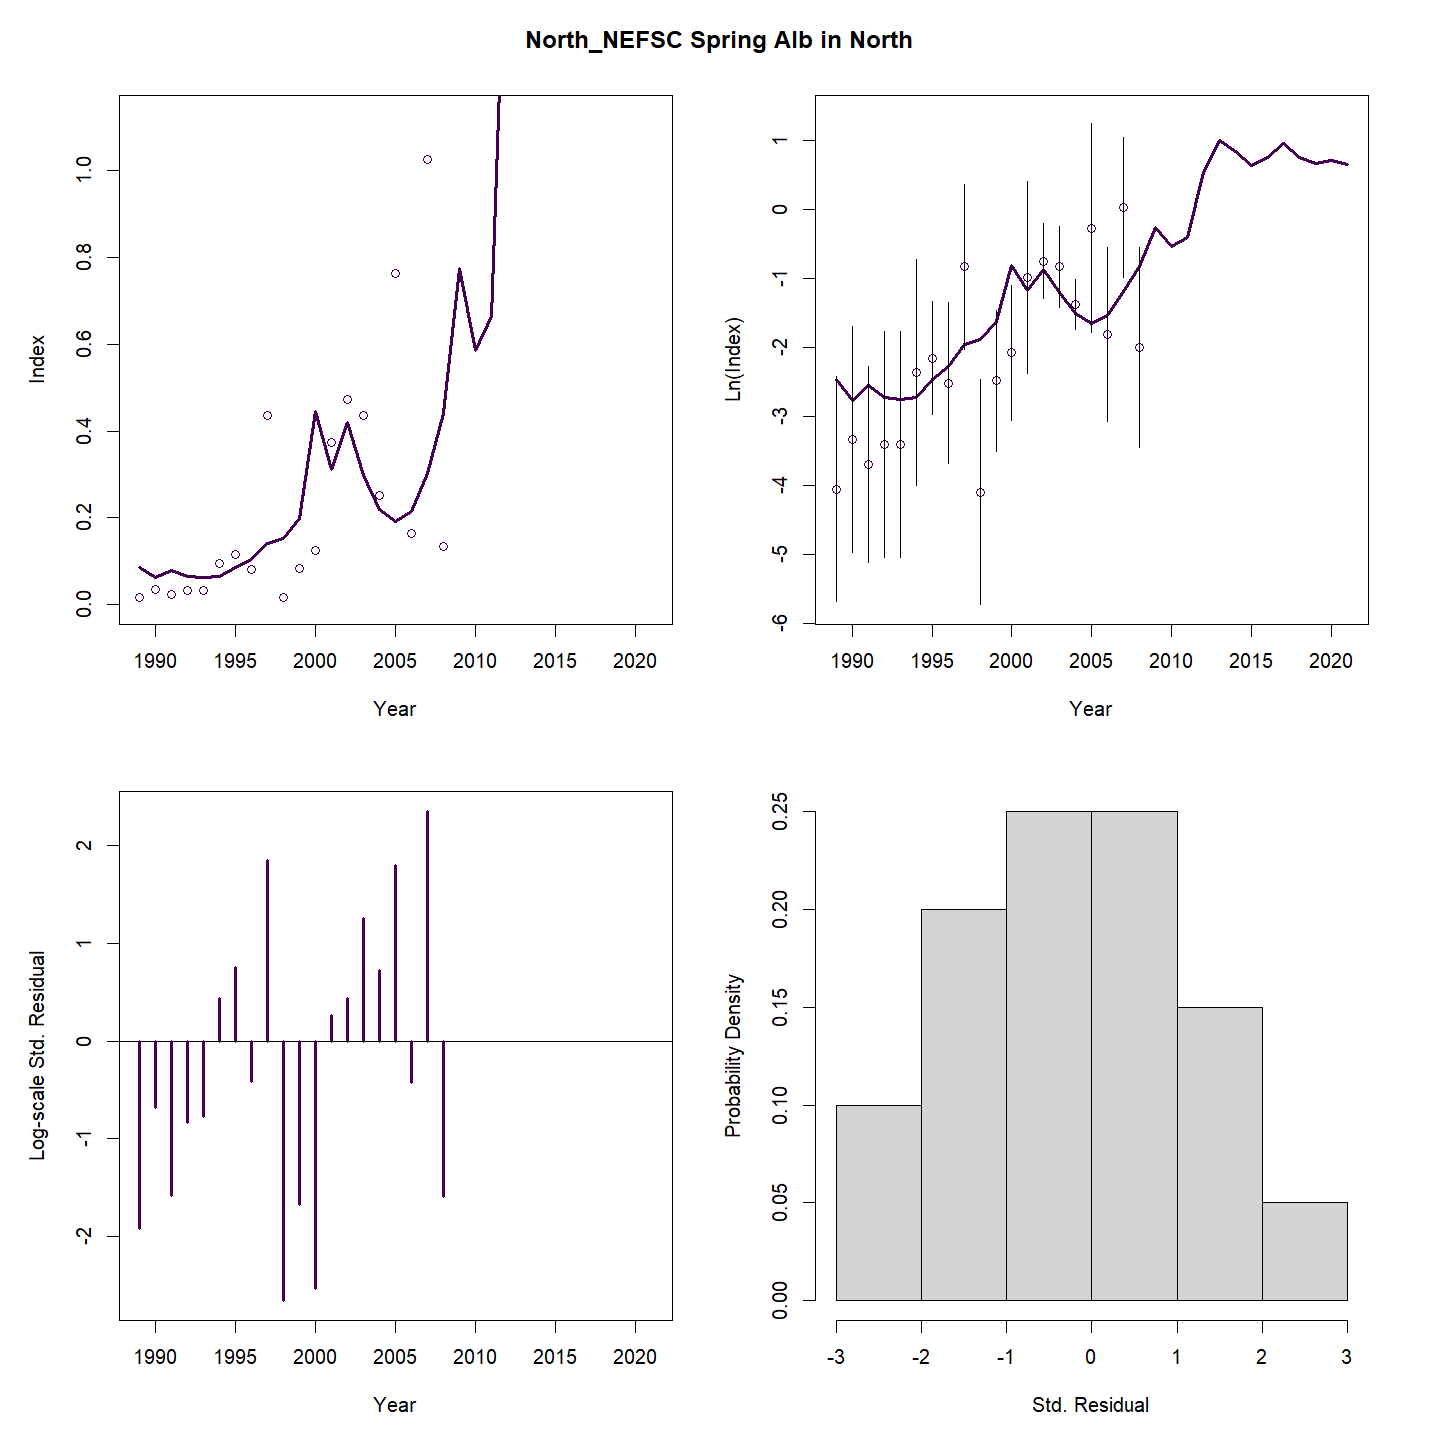 North_NEFSC Spring Alb in North
Index
0.0 0.2 0.4 0.6 0.8 1.0
1990 1995 2000 2005 2010 2015 2020
Year
Ln(Index)
-6 -5 -4 -3 -2 -1 0 1
1990 1995 2000 2005 2010 2015 2020
Year
Log-scale Std. Residual
-2 -1 0 1 2
1990 1995 2000 2005 2010 2015 2020
Year
Probability Density
0.00 0.05 0.10 0.15 0.20 0.25
-3 -2 -1 0 1 2 3
Std. Residual